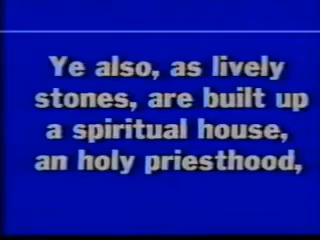 Ye also, as lively
stones, are built up
a spiritual house,
an holy priesthood,